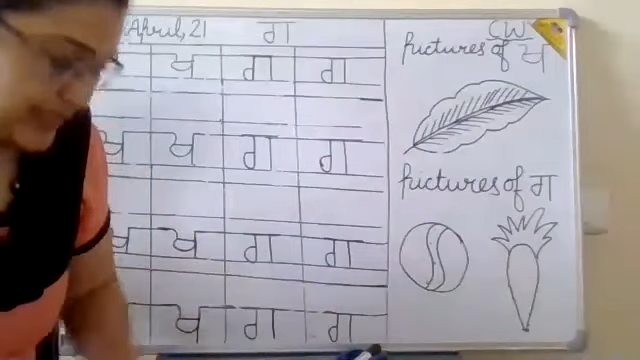 April, 21 ਗ
ਖ ਗ ਗ
ਖ ਖ ਗ ਗ
ਖ ਖ ਗ ਗ
ਖ ਗ ਗ
CW
pictures of ਖ
pictures of ਗ